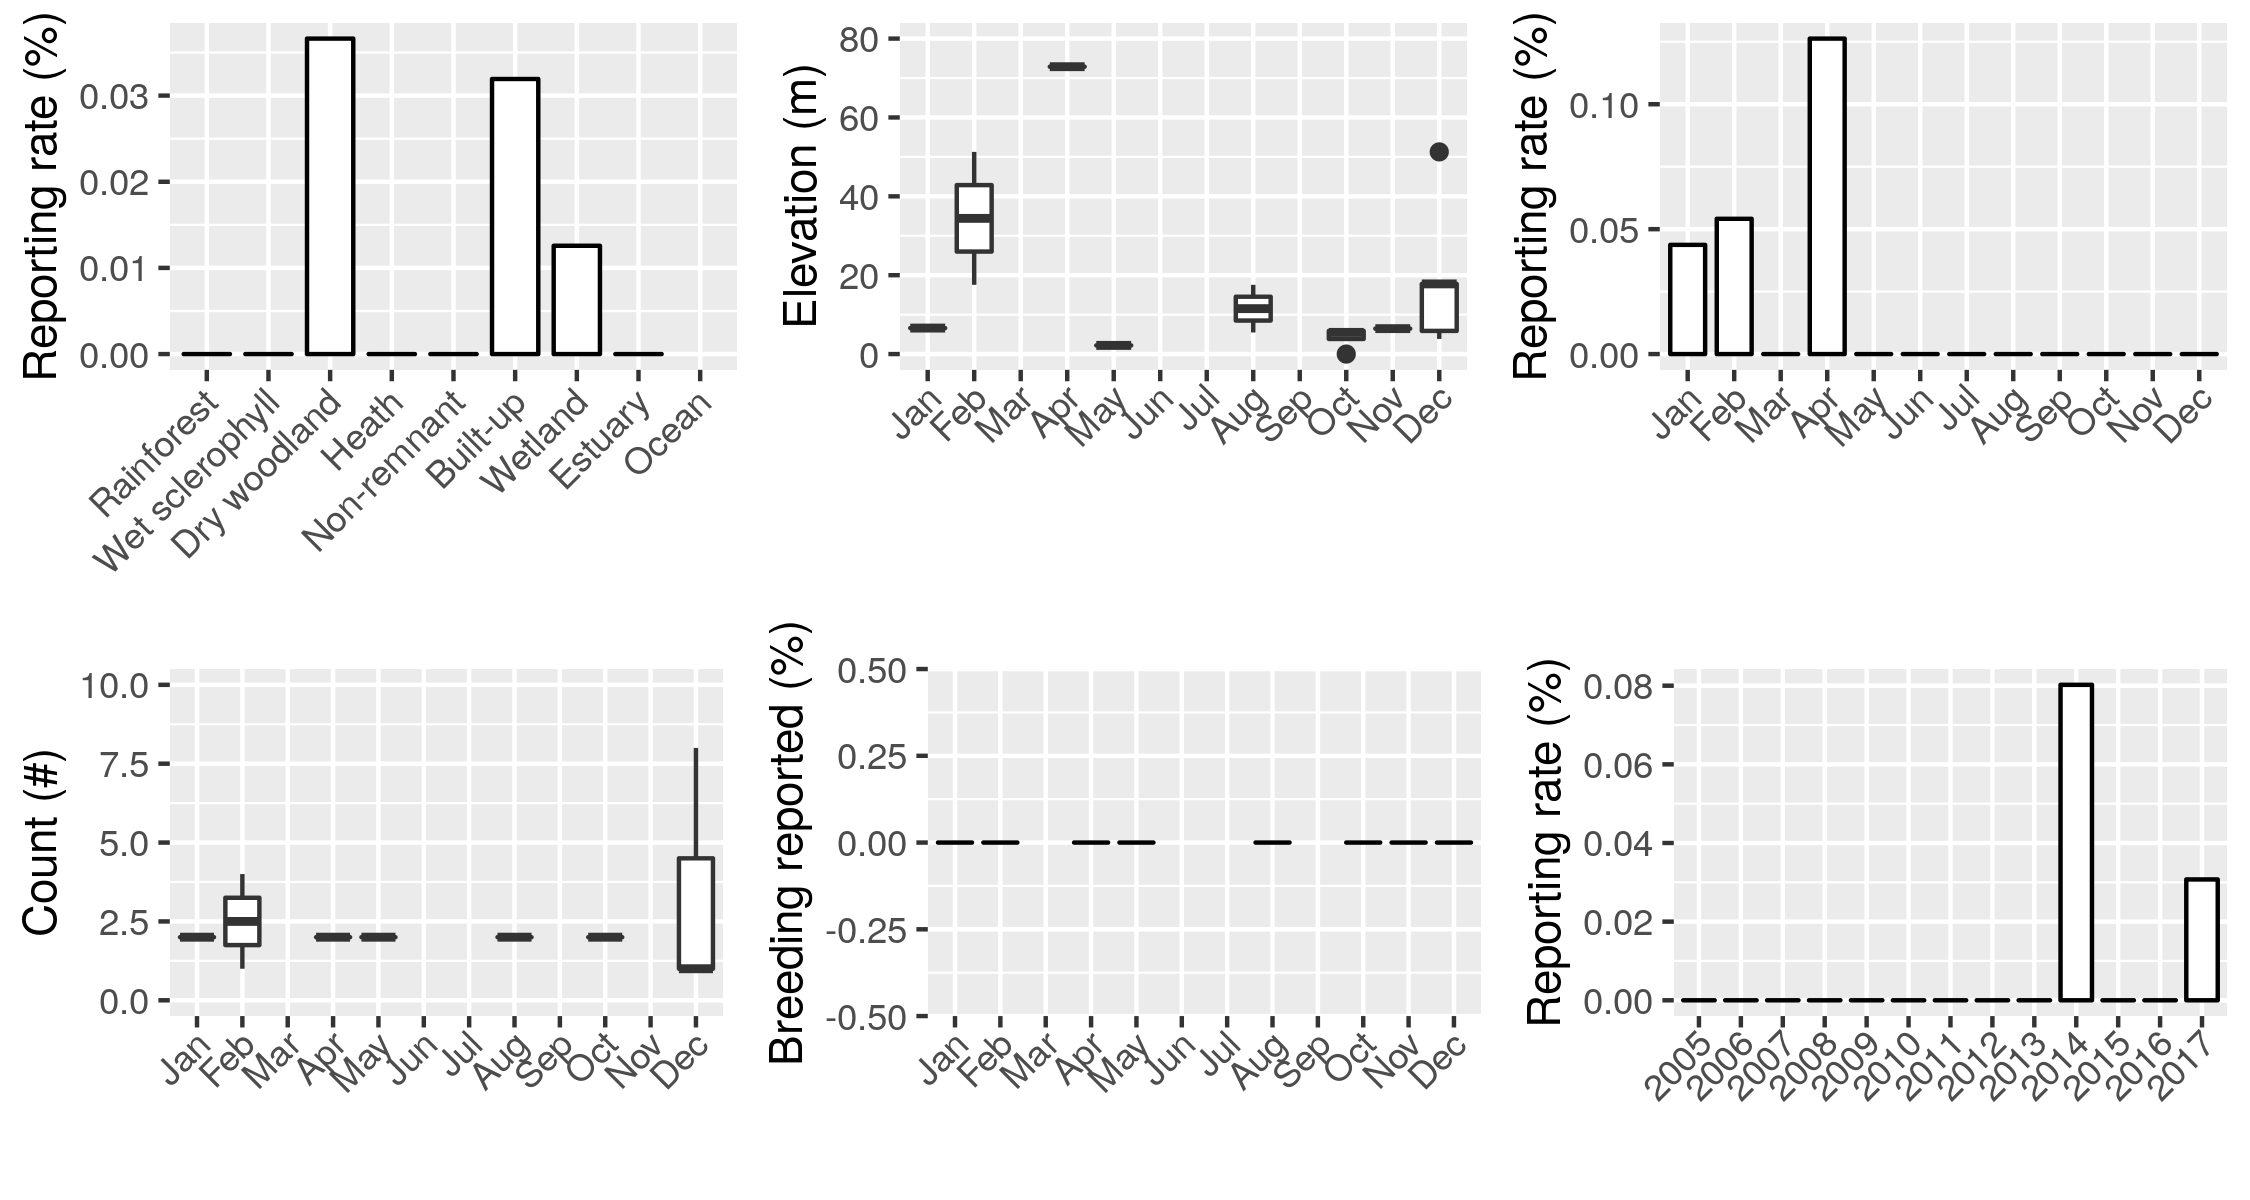 Reporting rate (%)
0.03
0.02
0.01
0.00
Rainforest
Wet sclerophyll
Dry woodland
Heath
Non-remnant
Built-up
Wetland
Estuary
Ocean
Elevation (m)
80
60
40
20
0
Jan
Feb
Mar
Apr
May
Jun
Jul
Aug
Sep
Oct
Nov
Dec
Reporting rate (%)
0.10
0.05
0.00
Jan
Feb
Mar
Apr
May
Jun
Jul
Aug
Sep
Oct
Nov
Dec
Count (#)
10.0
7.5
5.0
2.5
0.0
Jan
Feb
Mar
Apr
May
Jun
Jul
Aug
Sep
Oct
Nov
Dec
Breeding reported (%)
0.50
0.25
0.00
-0.25
-0.50
Jan
Feb
Mar
Apr
May
Jun
Jul
Aug
Sep
Oct
Nov
Dec
Reporting rate (%)
0.08
0.06
0.04
0.02
0.00
2005
2006
2007
2008
2009
2010
2011
2012
2013
2014
2015
2016
2017